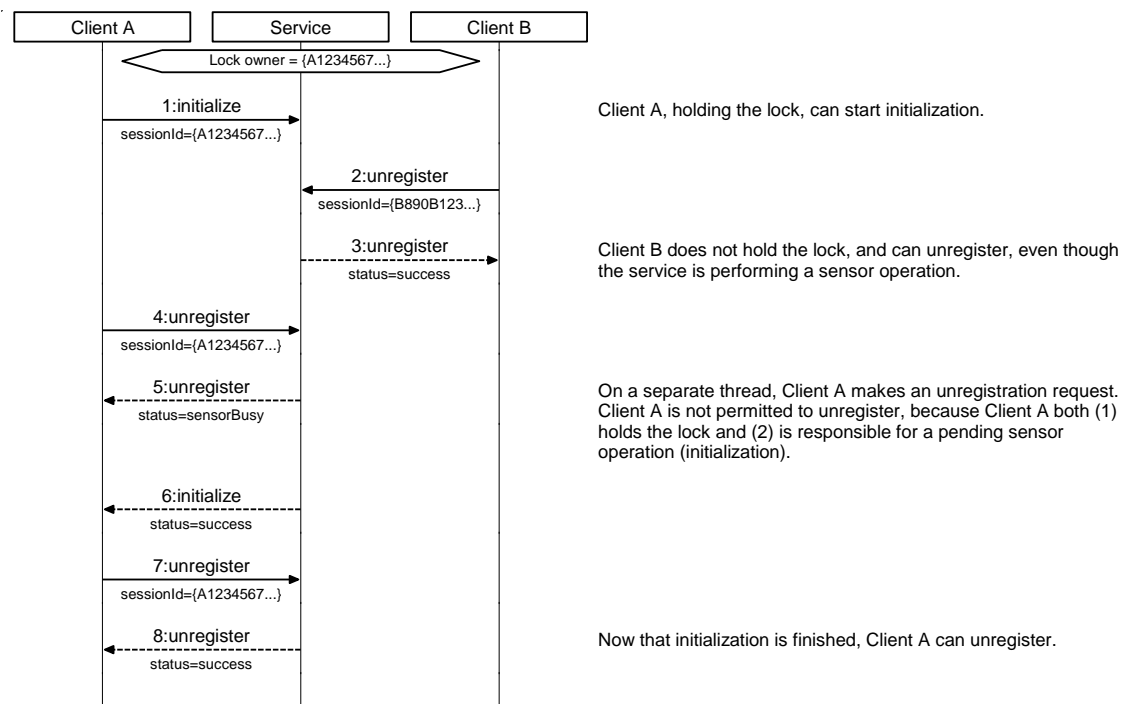 Client A
Service
Client B
Lock owner = {A1234567...}
1:initialize
sessionId={A1234567...}
Client A, holding the lock, can start initialization.
2:unregister
sessionId={B890B123...}
3:unregister
status=success
Client B does not hold the lock, and can unregister, even though
the service is performing a sensor operation.
4:unregister
sessionId={A1234567...}
5:unregister
status=sensorBusy
On a separate thread, Client A makes an unregistration request.
Client A is not permitted to unregister, because Client A both (1)
holds the lock and (2) is responsible for a pending sensor
operation (initialization).
6:initialize
status=success
7:unregister
sessionId={A1234567...}
8:unregister
status=success
Now that initialization is finished, Client A can unregister.